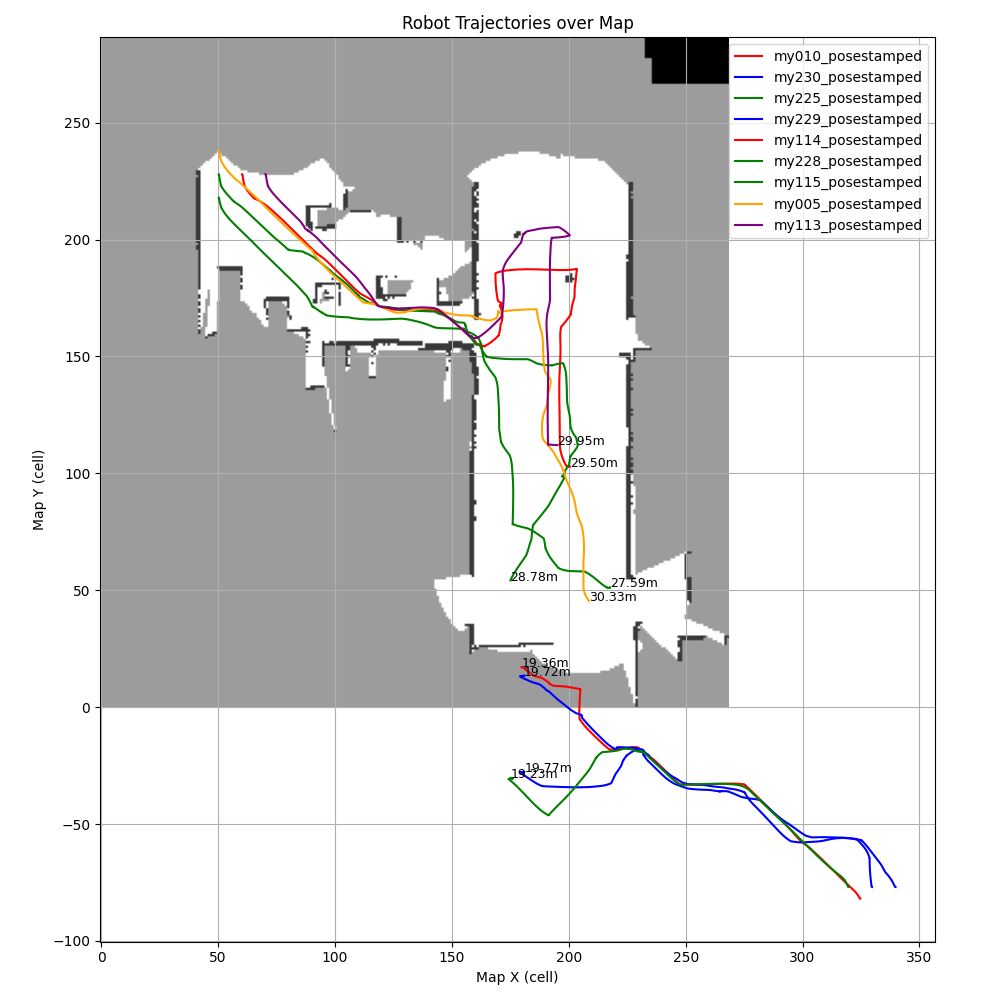 Robot Trajectories over Map
my010_posestamped
my230_posestamped
my225_posestamped
my229_posestamped
my114_posestamped
my228_posestamped
my115_posestamped
my005_posestamped
my113_posestamped
250
200
150
100
50
0
−50
−100
Map Y (cell)
29.95m
29.50m
28.78m
27.59m
30.33m
19.36m
19.72m
19.77m
19.23m
0
50
100
150
200
250
300
350
Map X (cell)